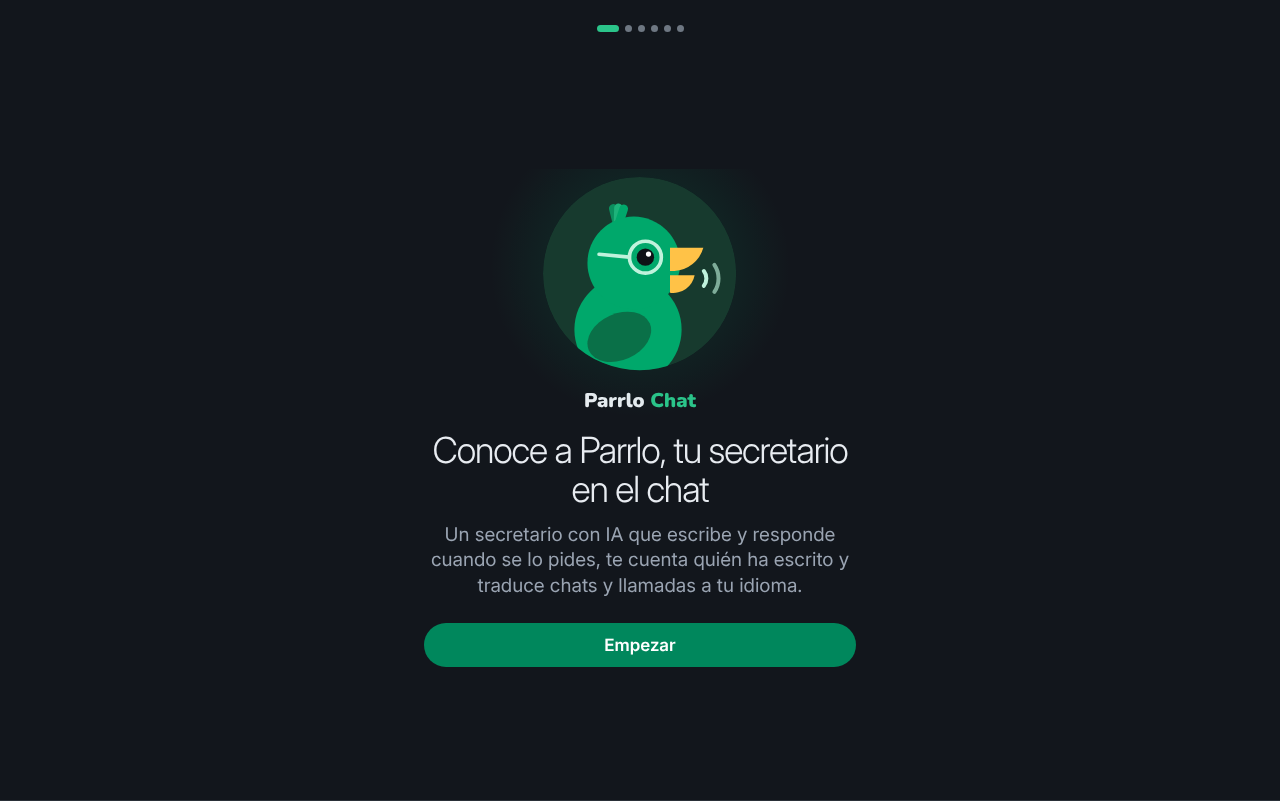 Parrlo Chat
Conoce a Parrlo, tu secretario
en el chat
Un secretario con IA que escribe y responde
cuando se lo pides, te cuenta quién ha escrito y
traduce chats y llamadas a tu idioma.
Empezar